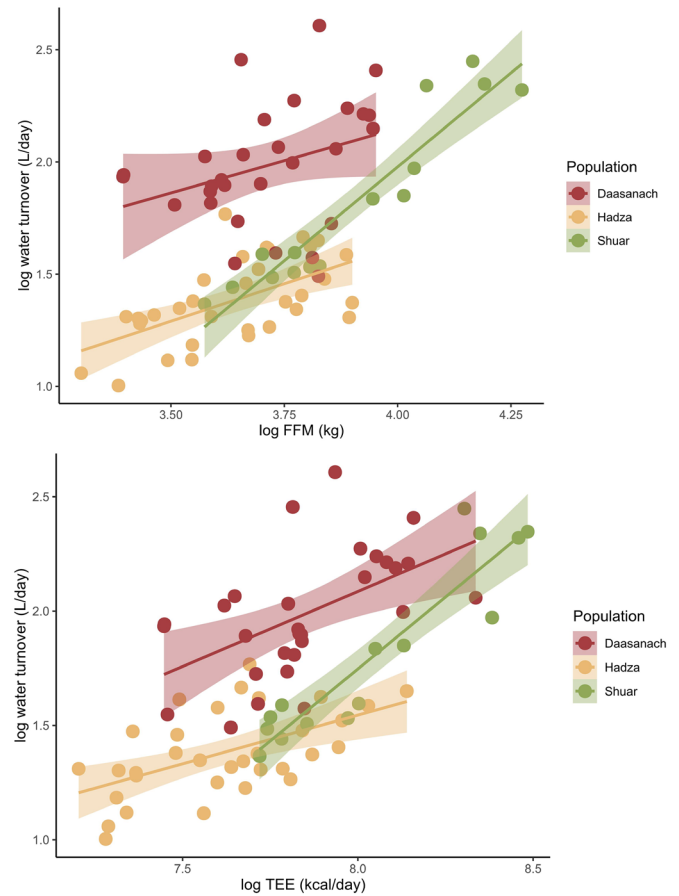 2.5
2.0
1.5
1.0
log water turnover (L/day)
3.50
3.75
4.00
4.25
log FFM (kg)
Population
Daasanach
Hadza
Shuar
2.5
2.0
1.5
1.0
log water turnover (L/day)
7.5
8.0
8.5
log TEE (kcal/day)
Population
Daasanach
Hadza
Shuar